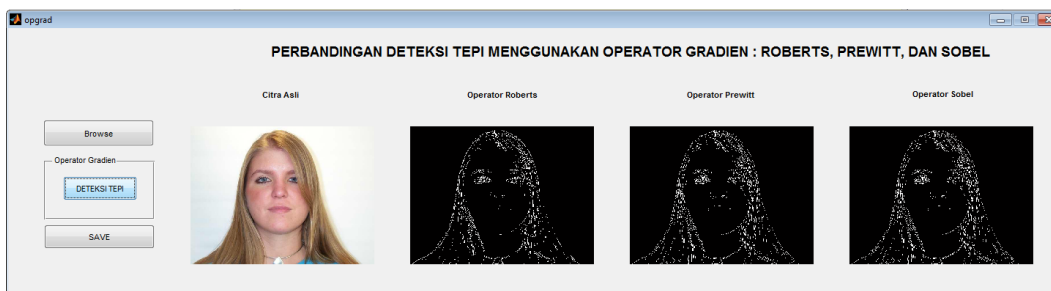 opgrad
PERBANDINGAN DETEKSI TEPI MENGGUNAKAN OPERATOR GRADIEN : ROBERTS, PREWITT, DAN SOBEL
Citra Asli
Operator Roberts
Operator Prewitt
Operator Sobel
Browse
Operator Gradien
DETEKSI TEPI
SAVE